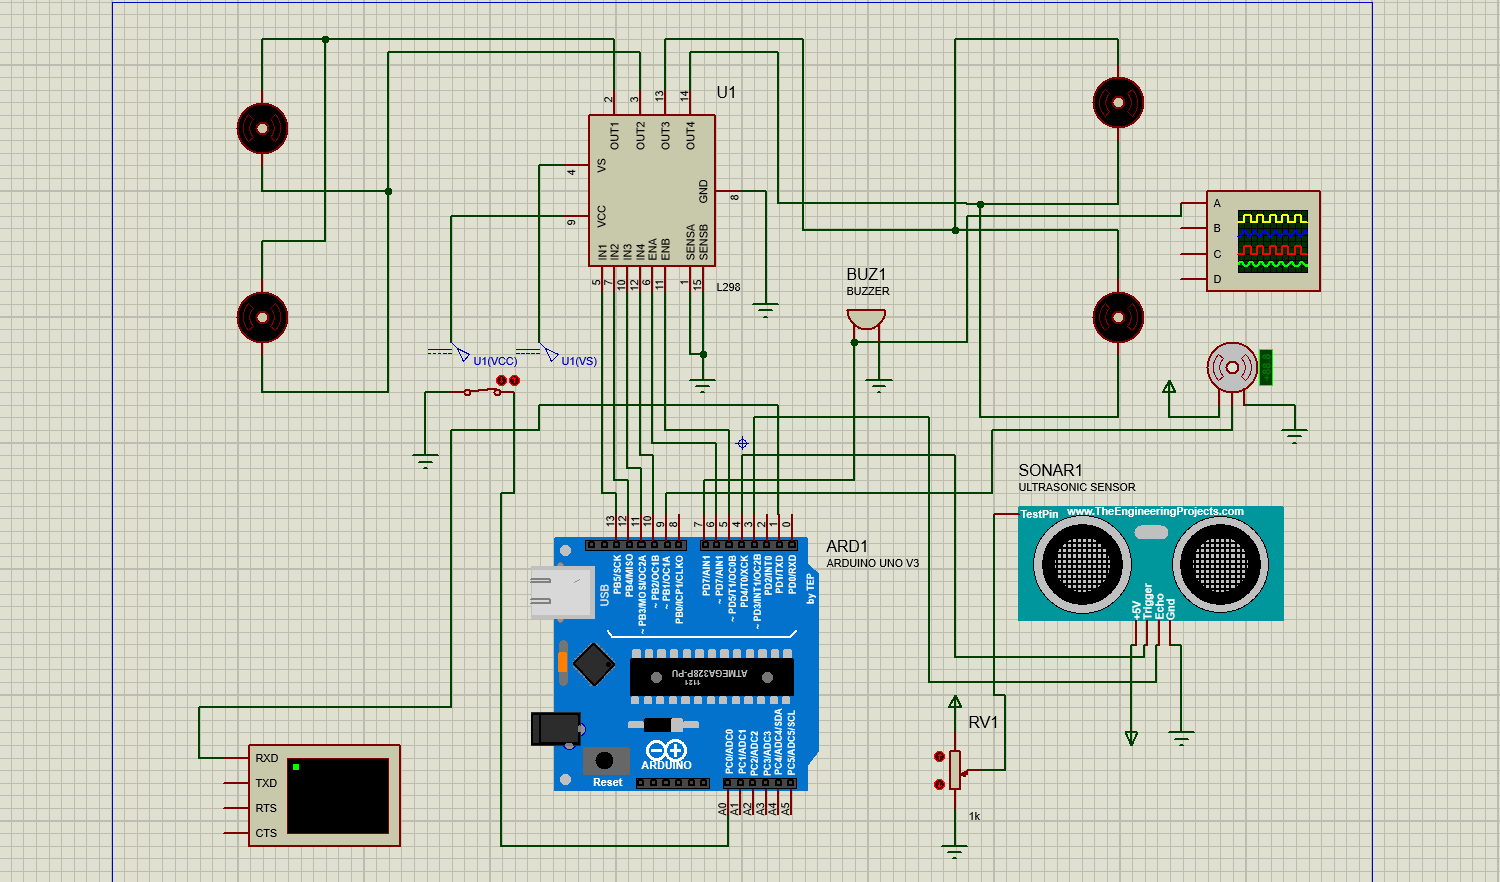 U1
2
3
13
14
OUT1
OUT2
OUT3
OUT4
4
VS
GND
8
9
VCC
IN1
IN2
IN3
IN4
ENA
ENB
SENSA
SENSB
5
7
10
12
6
11
1
15
L298
U1(VCC)
U1(VS)
BUZ1
BUZZER
A
B
C
D
SONAR1
ULTRASONIC SENSOR
TestPin
www.TheEngineeringProjects.com
+5V
Trigger
Echo
Gnd
13
12
11
10
9
8
7
6
5
4
3
2
1
0
ARD1
ARDUINO UNO V3
PB5/SCK
PB4/MISO
~ PB3/MOSI/OC2A
~ PB2/OC1B
~ PB1/OC1A
PB0/ICP1/CLKO
PD7/AIN1
~ PD7/AIN1
~ PD5/T1/OC0B
PD4/T0/XCK
~ PD3/INT1/OC2B
PD2/INT0
PD1/TXD
PD0/RXD
by TEP
USB
ATMEGA328P-PU
1121
ARDUINO
Reset
PC0/ADC0
PC1/ADC1
PC2/ADC2
PC3/ADC3
PC4/ADC4/SDA
PC5/ADC5/SCL
A0
A1
A2
A3
A4
A5
RV1
1k
RXD
TXD
RTS
CTS